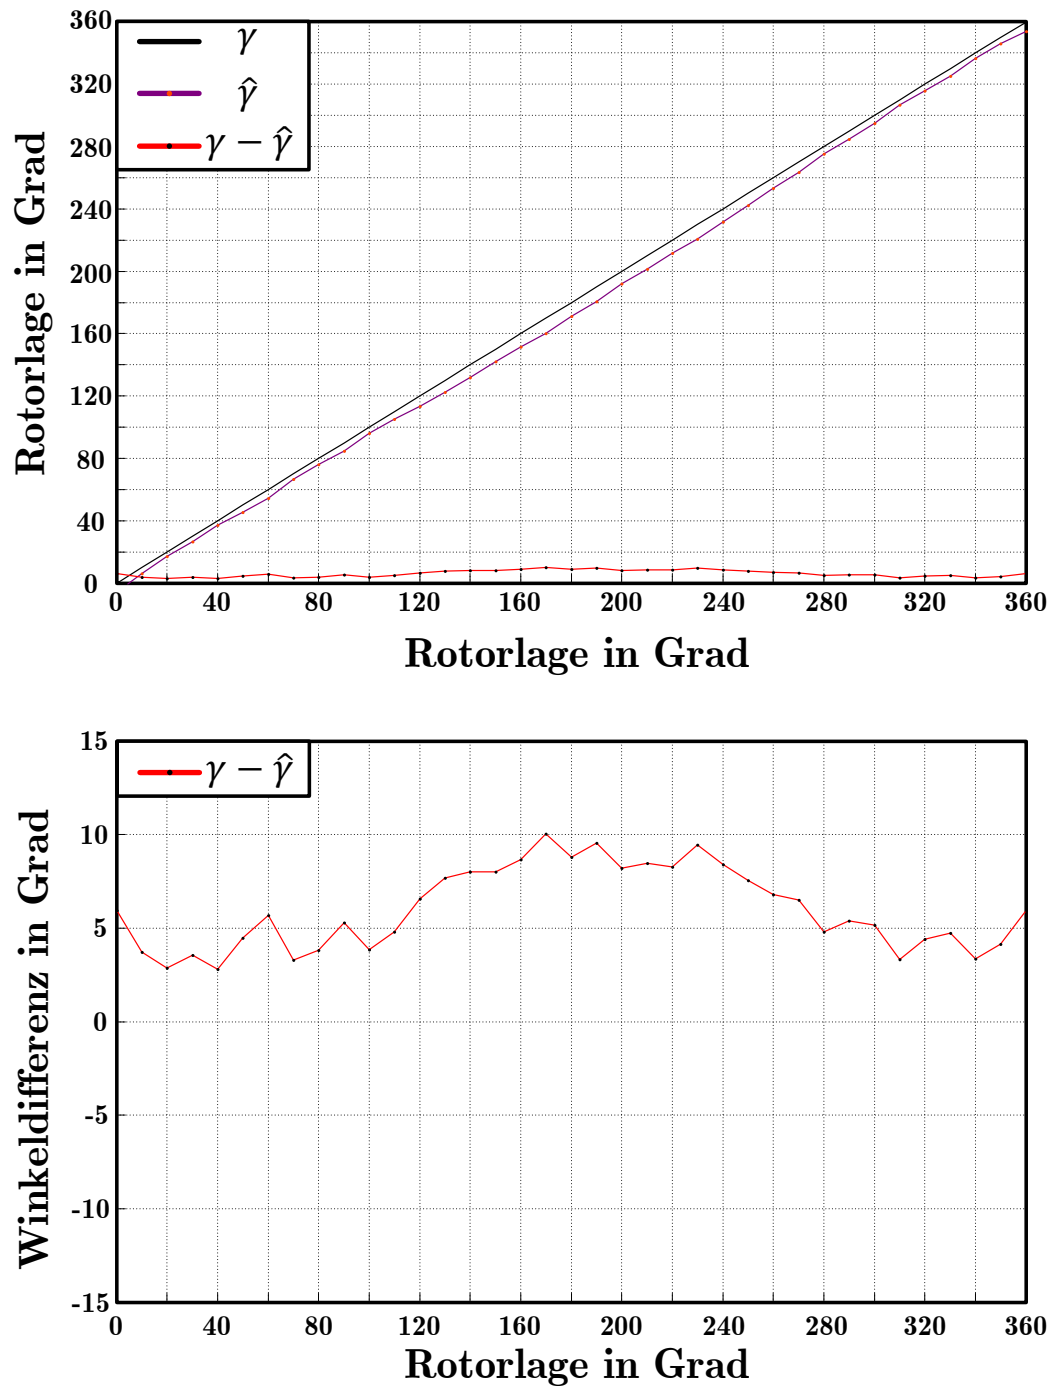 360
320
280
240
200
160
120
80
40
0
Rotorlage in Grad
γ
γ̂
γ − γ̂
0 40 80 120 160 200 240 280 320 360
Rotorlage in Grad
15
10
5
0
-5
-10
-15
Winkeldifferenz in Grad
γ − γ̂
0 40 80 120 160 200 240 280 320 360
Rotorlage in Grad